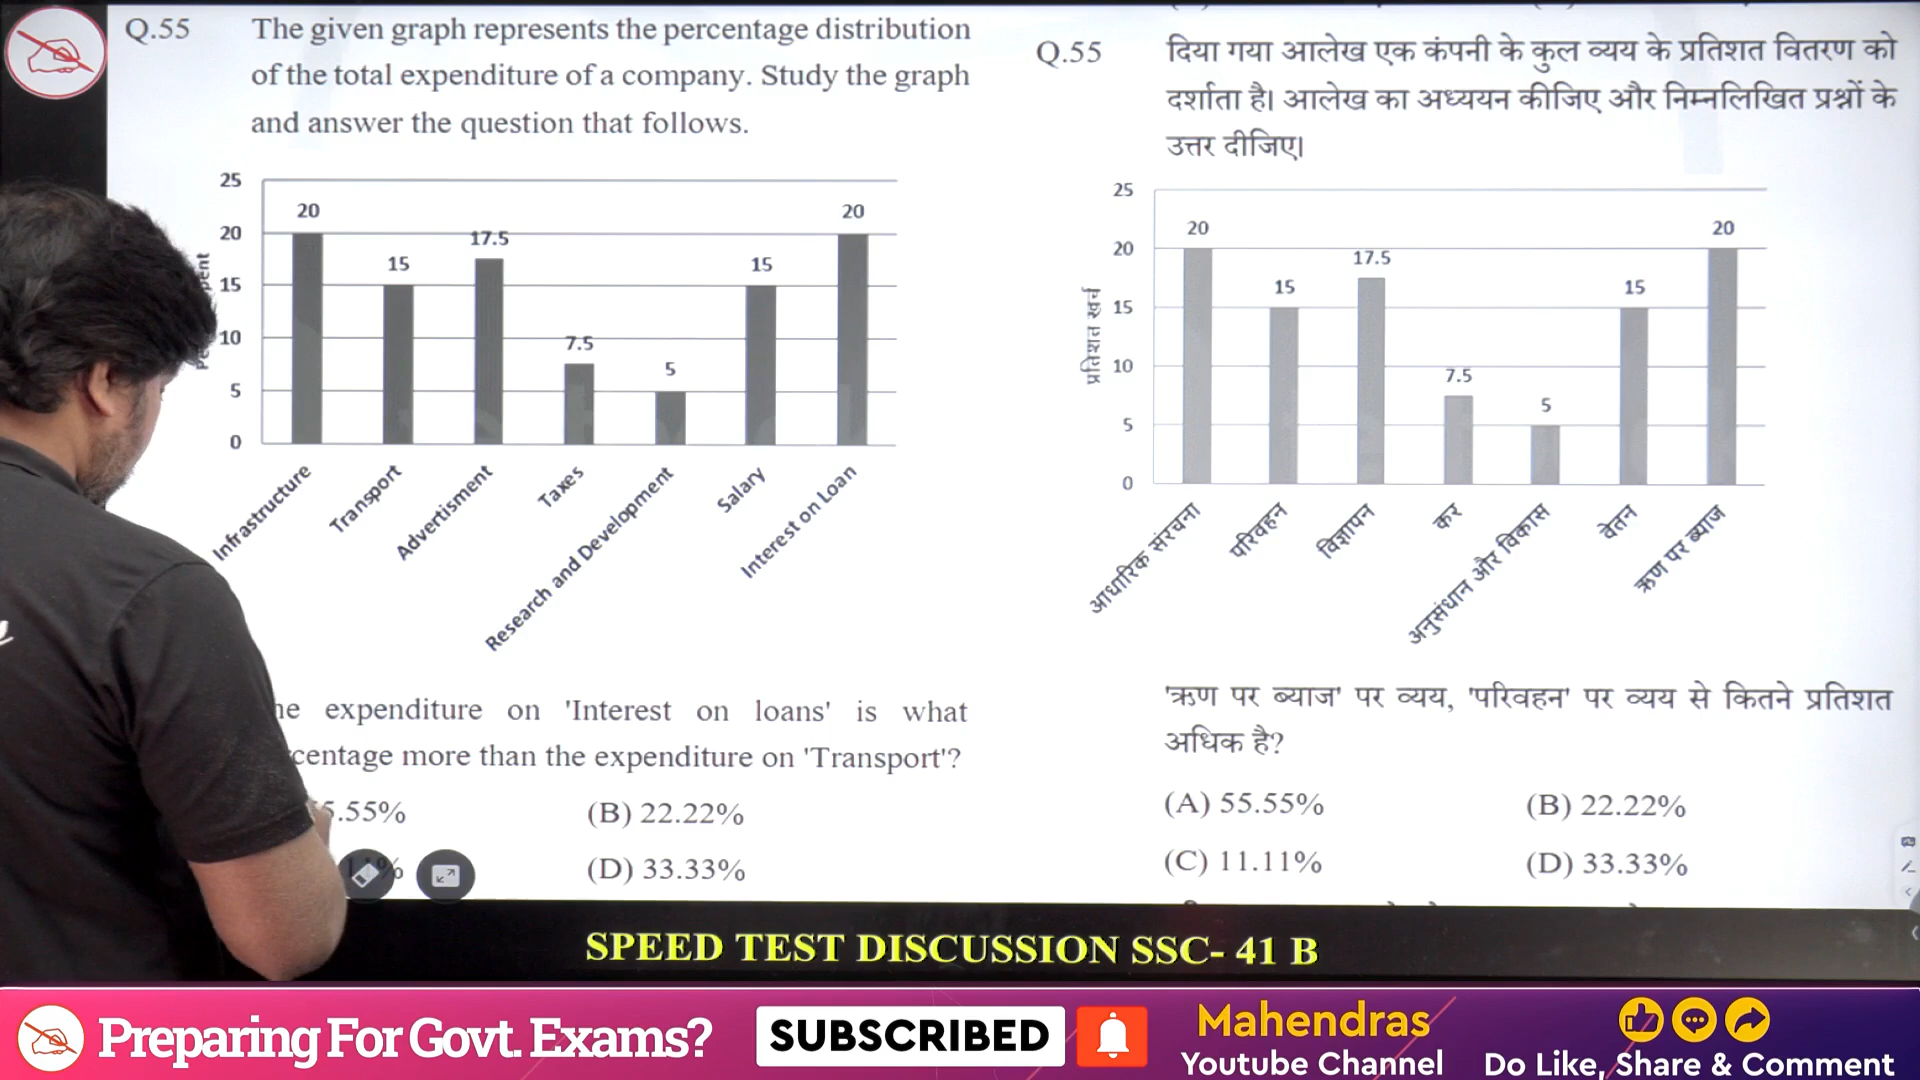 Q.55 The given graph represents the percentage distribution
of the total expenditure of a company. Study the graph
and answer the question that follows.
25
20
15
10
5
0
20
15
17.5
7.5
5
15
20
Infrastructure
Transport
Advertisment
Taxes
Research and Development
Salary
Interest on Loan
expenditure on 'Interest on loans' is what
more than the expenditure on 'Transport'?
(B) 22.22%
(D) 33.33%
Q.55 दिया गया आलेख एक कंपनी के कुल व्यय के प्रतिशत वितरण को
दर्शाता है। आलेख का अध्ययन कीजिए और निम्नलिखित प्रश्नों के
उत्तर दीजिए।
प्रतिशत खर्च
25
20
15
10
5
0
20
15
17.5
7.5
5
15
20
आधारिक संरचना
परिवहन
विज्ञापन
कर
अनुसंधान और विकास
वेतन
ऋण पर ब्याज
'ऋण पर ब्याज' पर व्यय, 'परिवहन' पर व्यय से कितने प्रतिशत
अधिक है?
(A) 55.55% (B) 22.22%
(C) 11.11% (D) 33.33%
SPEED TEST DISCUSSION SSC- 41 B
Preparing For Govt. Exams?
SUBSCRIBED
Mahendras
Youtube Channel
Do Like, Share & Comment